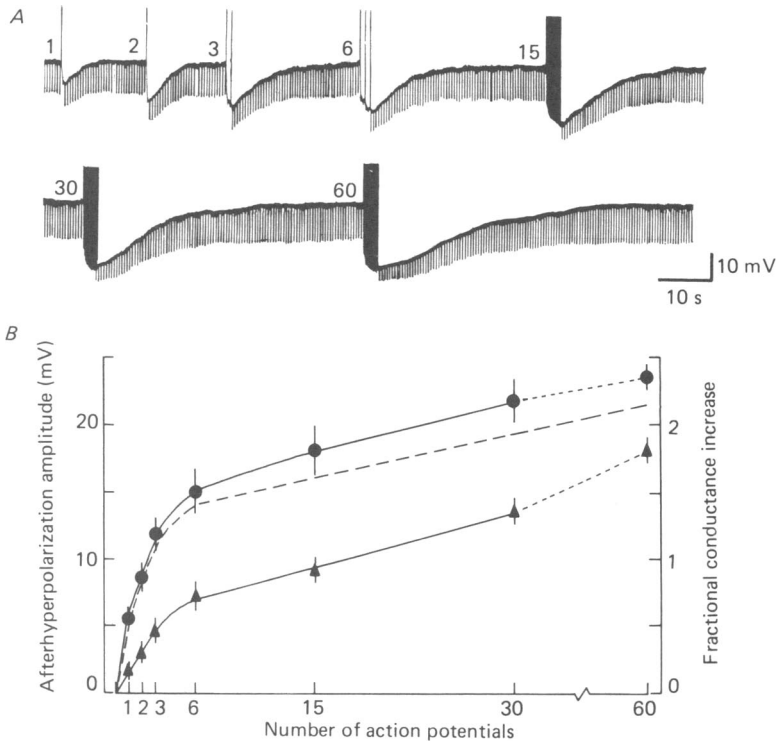 A
1 2 3 6 15
30 60
10 mV
10 s
B
Afterhyperpolarization amplitude (mV)
20
10
0
Fractional conductance increase
2
1
0
1 2 3 6 15 30 60
Number of action potentials